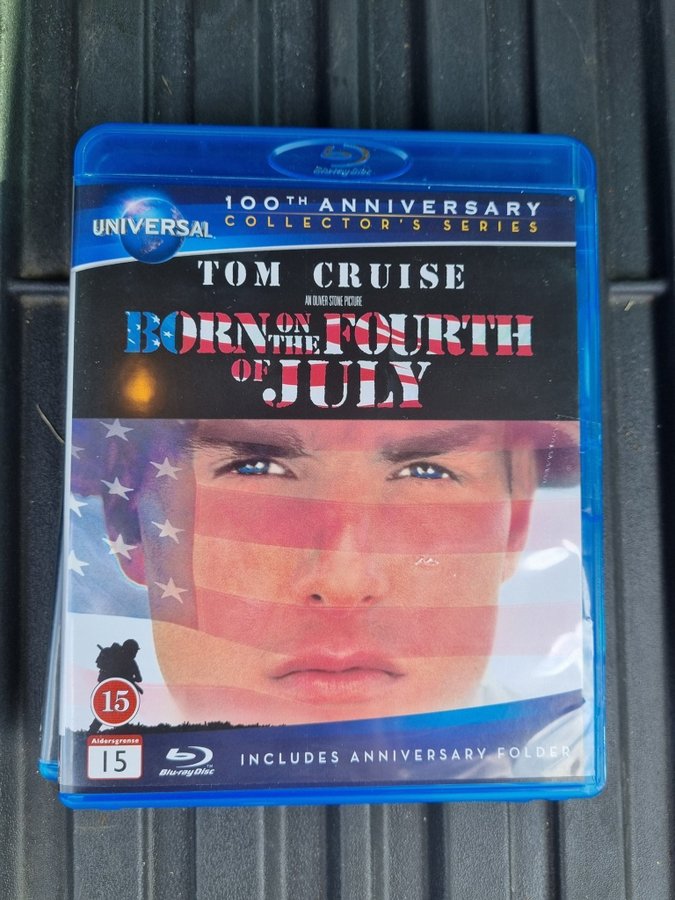 Blu-ray Disc
100TH ANNIVERSARY
COLLECTOR'S SERIES
UNIVERSAL
TOM CRUISE
AN OLIVER STONE PICTURE
BORN ON THE FOURTH
OF JULY
15
Aldersgrense
15
Blu-ray Disc
INCLUDES ANNIVERSARY FOLDER